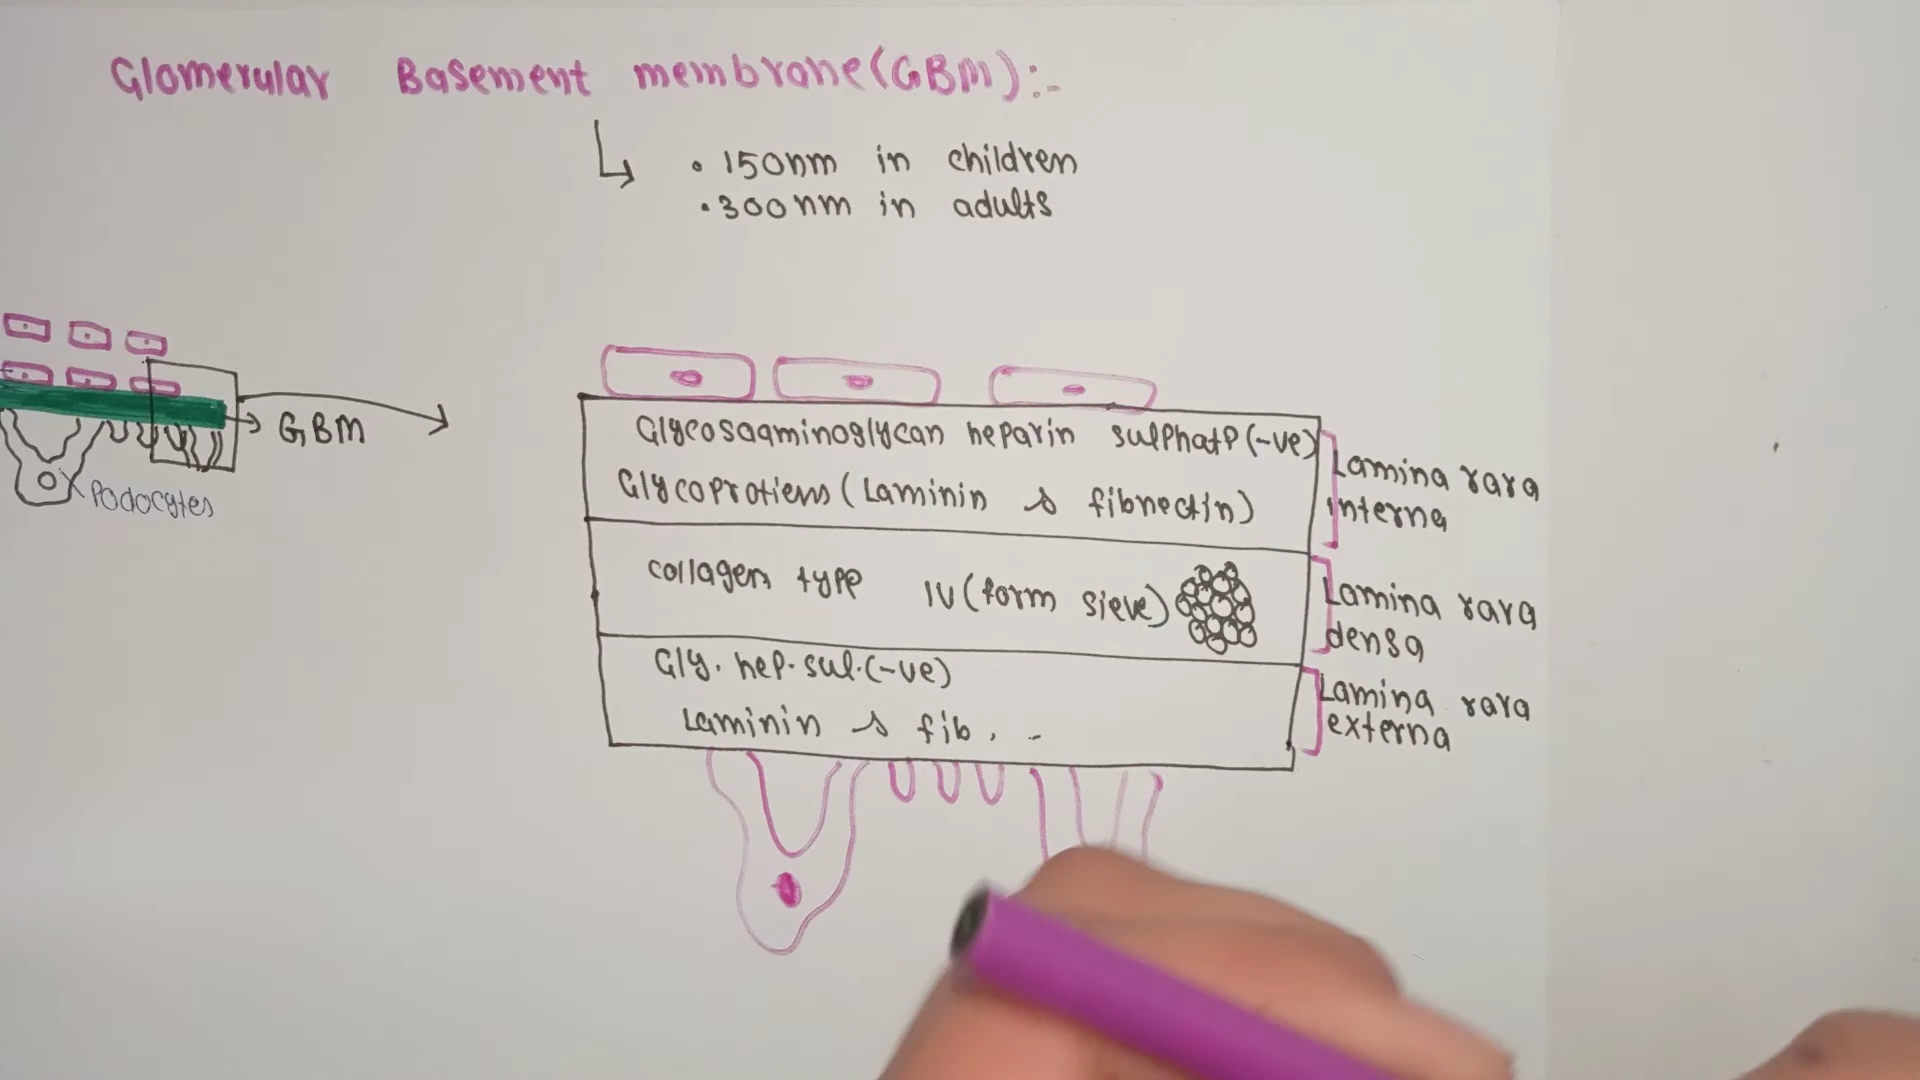 Glomerular Basement membrane(GBM):-
. 150nm in children
. 300nm in adults
GBM
Podocytes
Glycosaaminoglycan heparin sulphate (-ve)
Glycoprotiens (Laminin & fibnectin)
Lamina rara
interna
collagen type IV (form sieve)
Lamina rara
densa
Gly. hep. sul. (-ve)
Laminin & fib. -
Lamina rara
externa